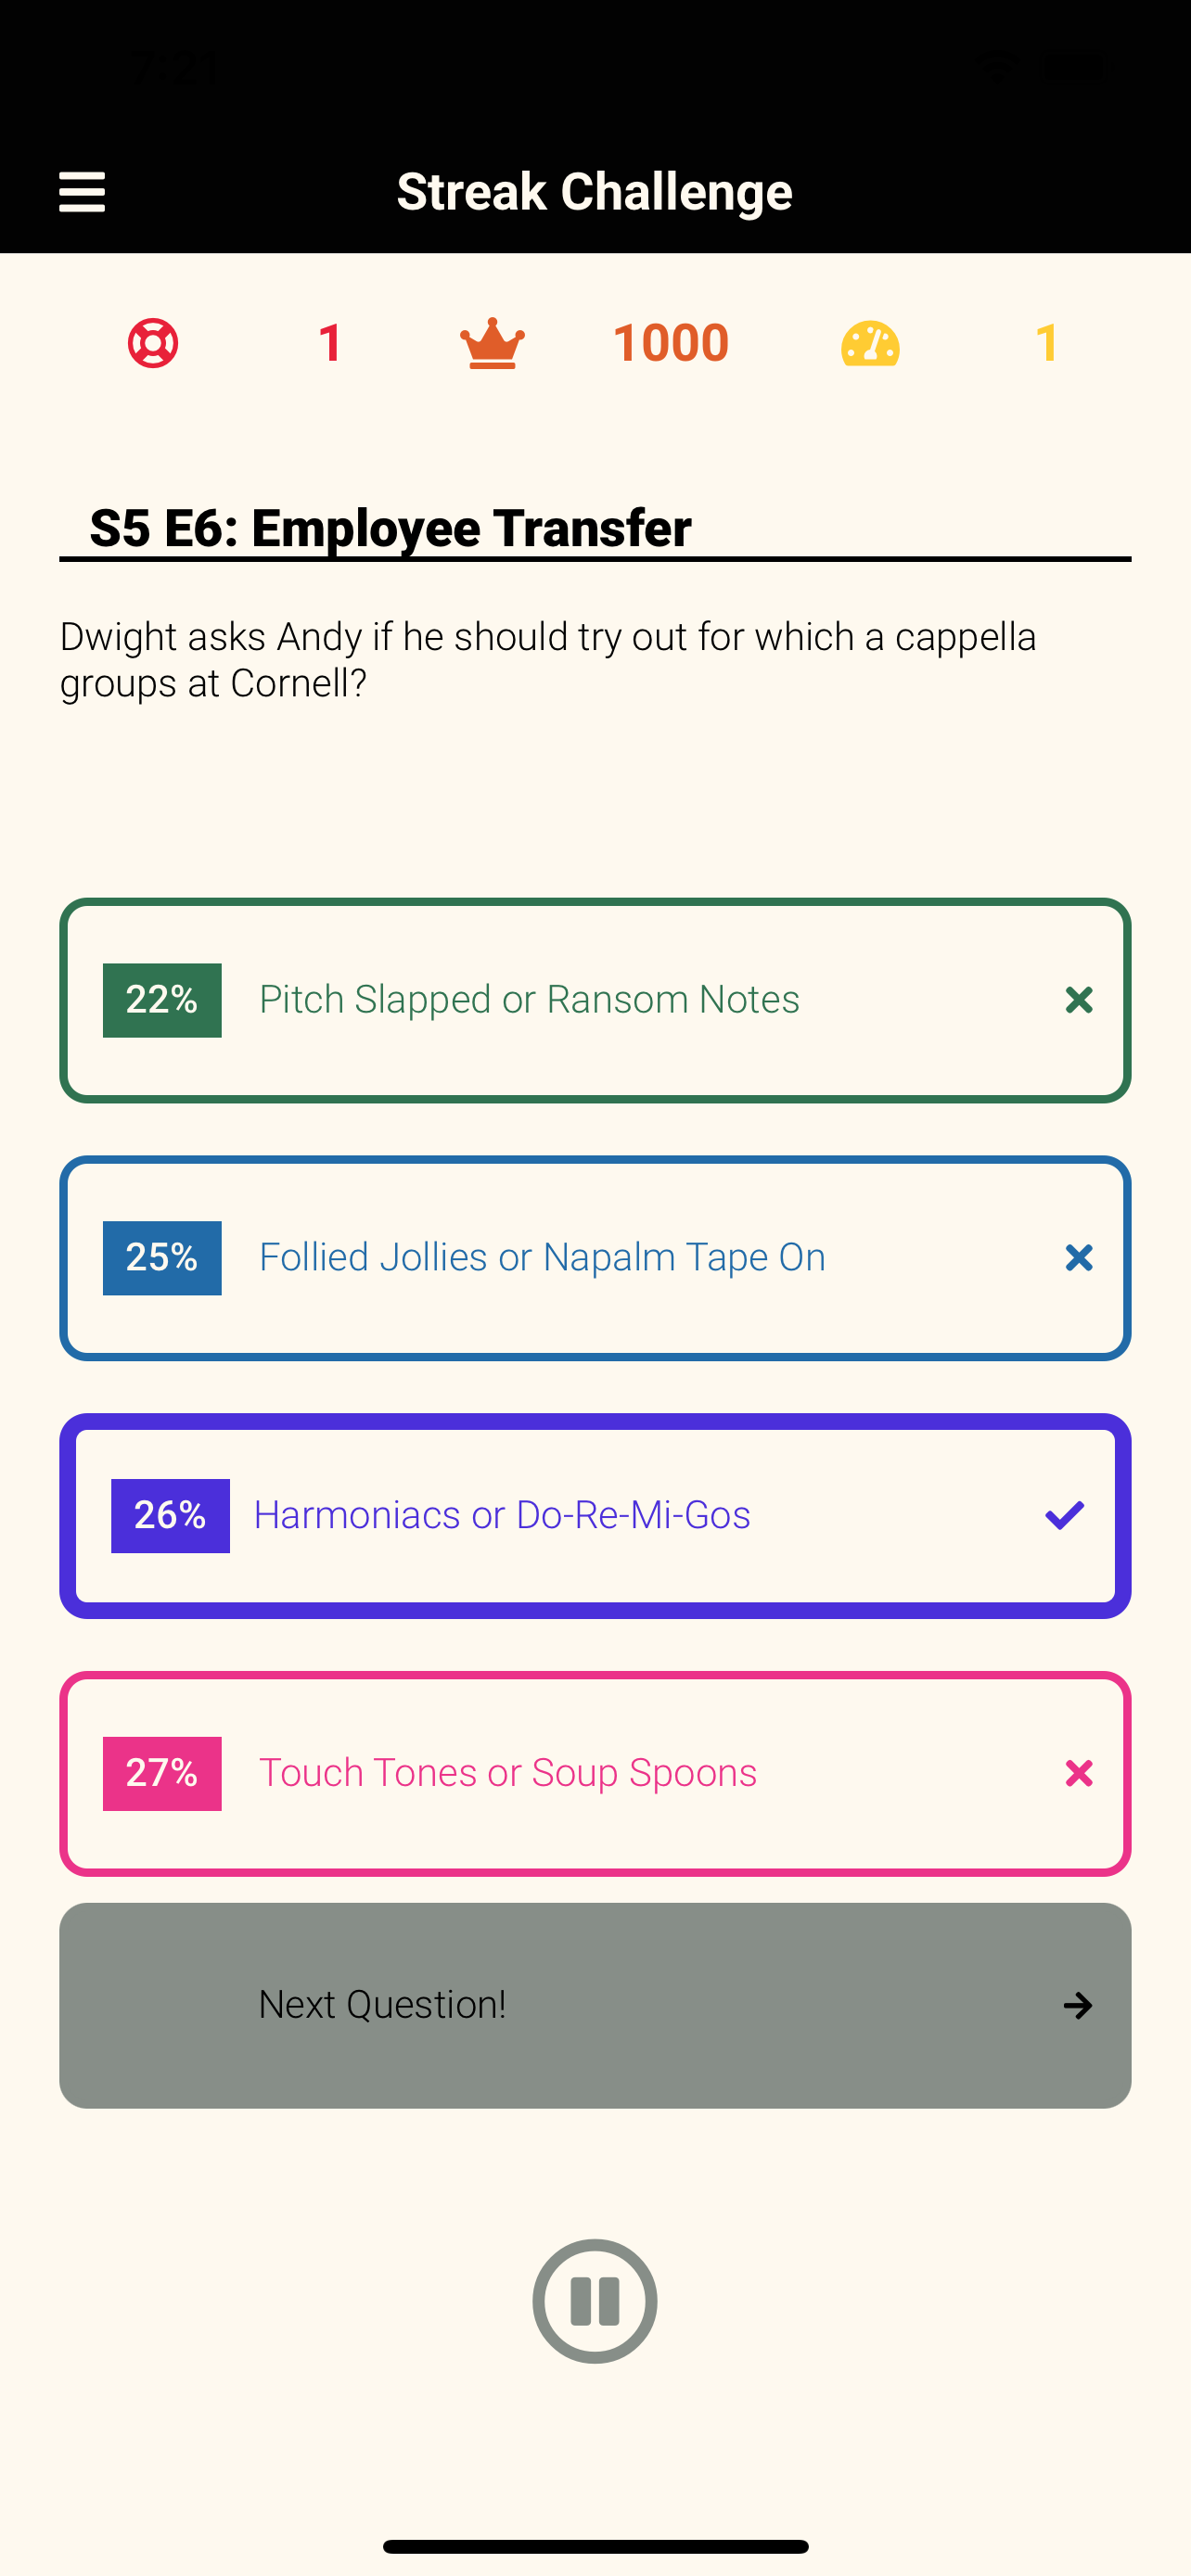 7:21
Streak Challenge
1 1000 1
S5 E6: Employee Transfer
Dwight asks Andy if he should try out for which a cappella
groups at Cornell?
22% Pitch Slapped or Ransom Notes
25% Follied Jollies or Napalm Tape On
26% Harmoniacs or Do-Re-Mi-Gos
27% Touch Tones or Soup Spoons
Next Question!